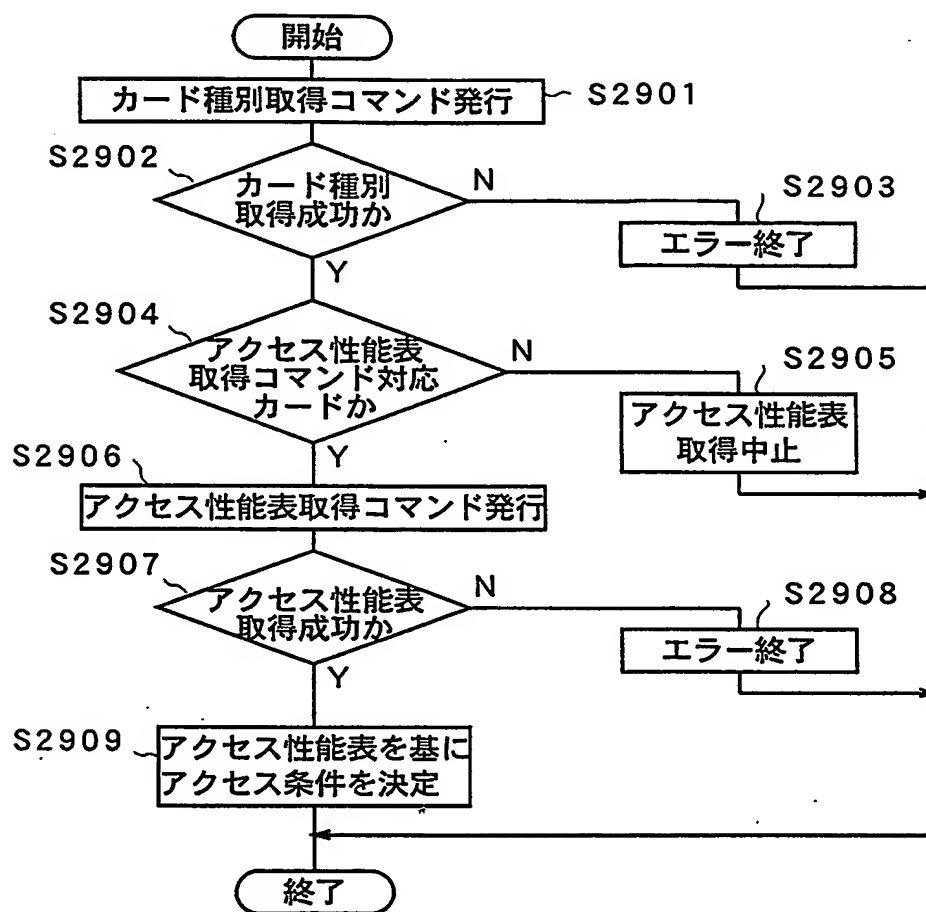 開始
カード種別取得コマンド発行
S2901
S2902
カード種別
取得成功か
N
Y
S2903
エラー終了
S2904
アクセス性能表
取得コマンド対応
カードか
N
Y
S2905
アクセス性能表
取得中止
S2906
アクセス性能表取得コマンド発行
S2907
アクセス性能表
取得成功か
N
Y
S2908
エラー終了
S2909
アクセス性能表を基に
アクセス条件を決定
終了